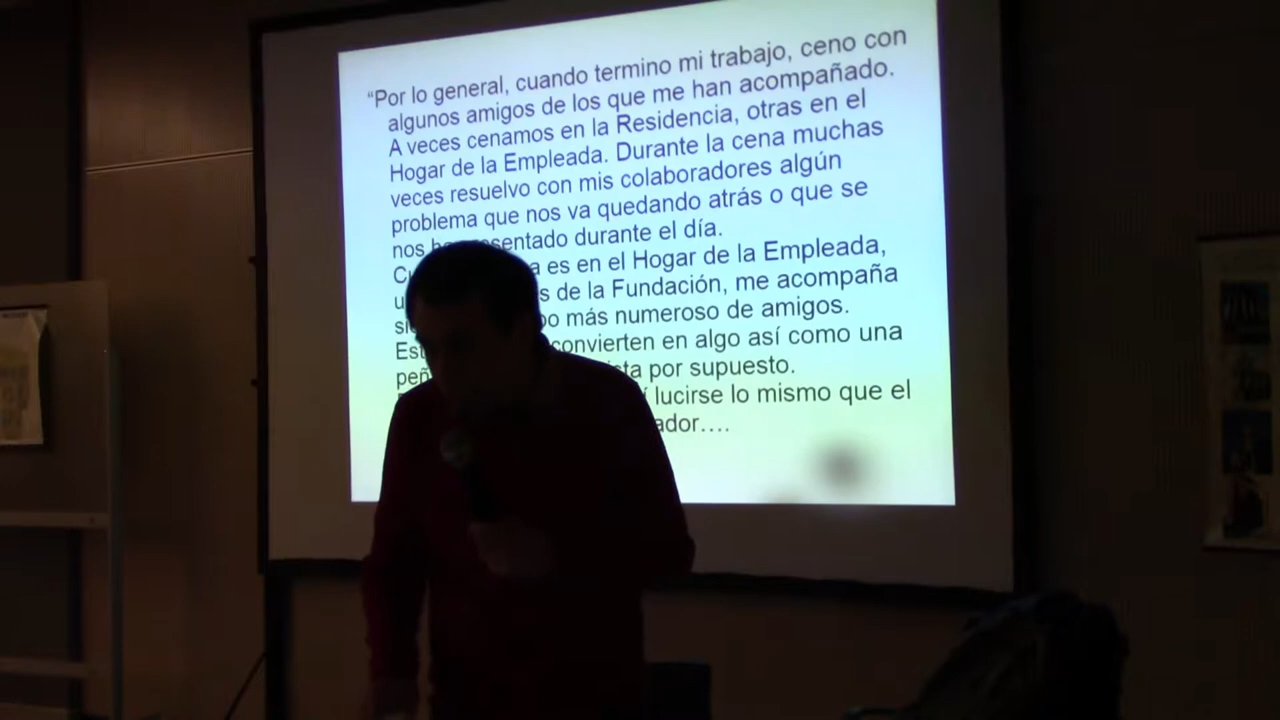 “Por lo general, cuando termino mi trabajo, ceno con
algunos amigos de los que me han acompañado.
A veces cenamos en la Residencia, otras en el
Hogar de la Empleada. Durante la cena muchas
veces resuelvo con mis colaboradores algún
problema que nos va quedando atrás o que se
nos durante el día.
es en el Hogar de la Empleada,
de la Fundación, me acompaña
más numeroso de amigos.
convierten en algo así como una
por supuesto.
lucirse lo mismo que el